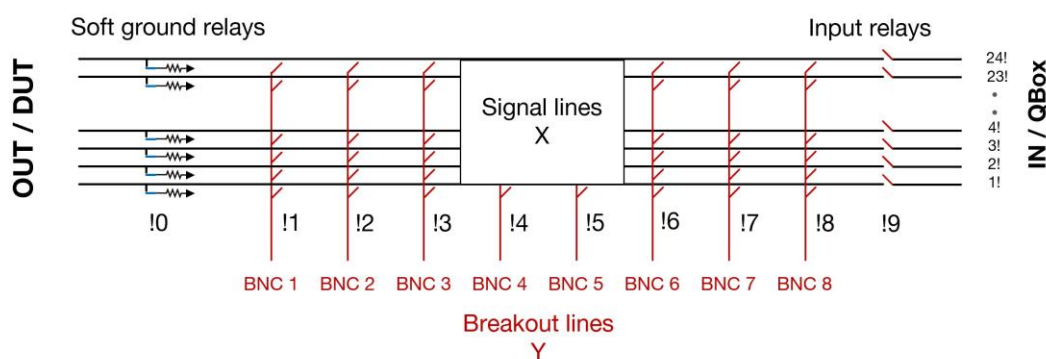 Soft ground relays
Input relays
OUT / DUT
IN / QBox
24!
23!
•
•
4!
3!
2!
1!
Signal lines
X
!0
!1
!2
!3
!4
!5
!6
!7
!8
!9
BNC 1
BNC 2
BNC 3
BNC 4
BNC 5
BNC 6
BNC 7
BNC 8
Breakout lines
Y